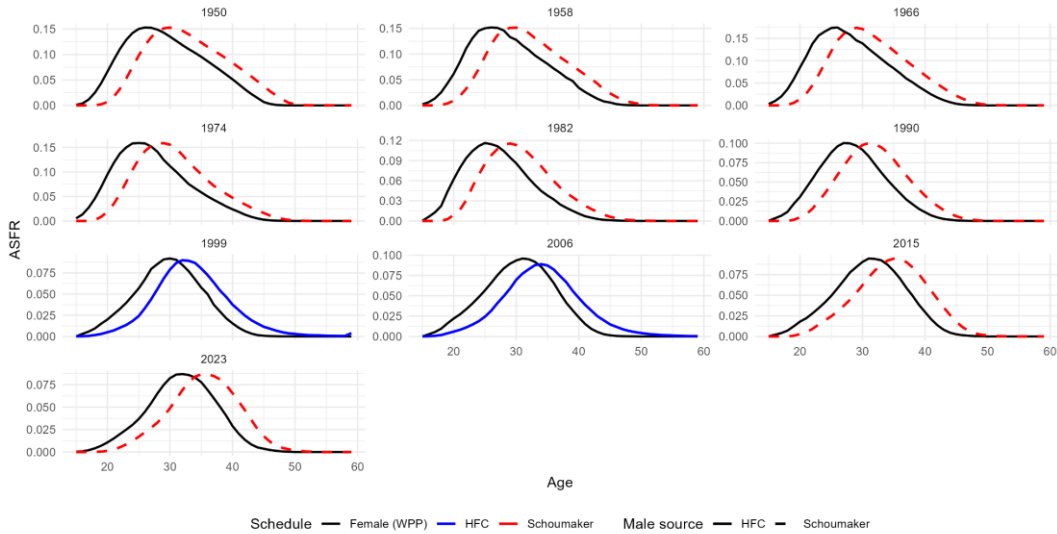 1950 1958 1966
0.15 0.15 0.15
0.10 0.10 0.10
0.05 0.05 0.05
0.00 0.00 0.00
1974 1982 1990
0.15 0.12 0.100
0.10 0.09 0.075
0.05 0.06 0.050
0.03 0.025
0.00 0.00 0.000
ASFR
1999 2006 2015
0.075 0.100 0.075
0.050 0.075 0.050
0.025 0.050 0.025
0.000 0.025 0.000
0.000
20 30 40 50 60 20 30 40 50 60
2023
0.075
0.050
0.025
0.000
20 30 40 50 60
Age
Schedule Female (WPP) HFC Schoumaker Male source HFC Schoumaker